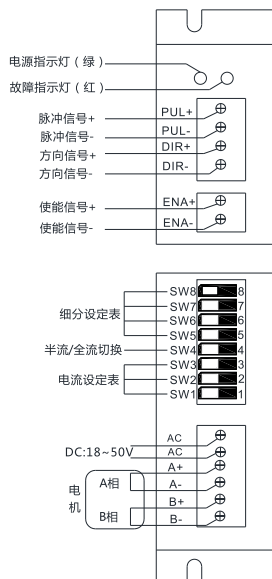 电源指示灯（绿）
故障指示灯（红）
脉冲信号+ PUL+
脉冲信号- PUL-
方向信号+ DIR+
方向信号- DIR-
使能信号+ ENA+
使能信号- ENA-
SW8 8
SW7 7
细分设定表 SW6 6
SW5 5
半流/全流切换 SW4 4
SW3 3
电流设定表 SW2 2
SW1 1
AC
DC:18~50V AC
A+
电机 A相 A-
B+
B相 B-